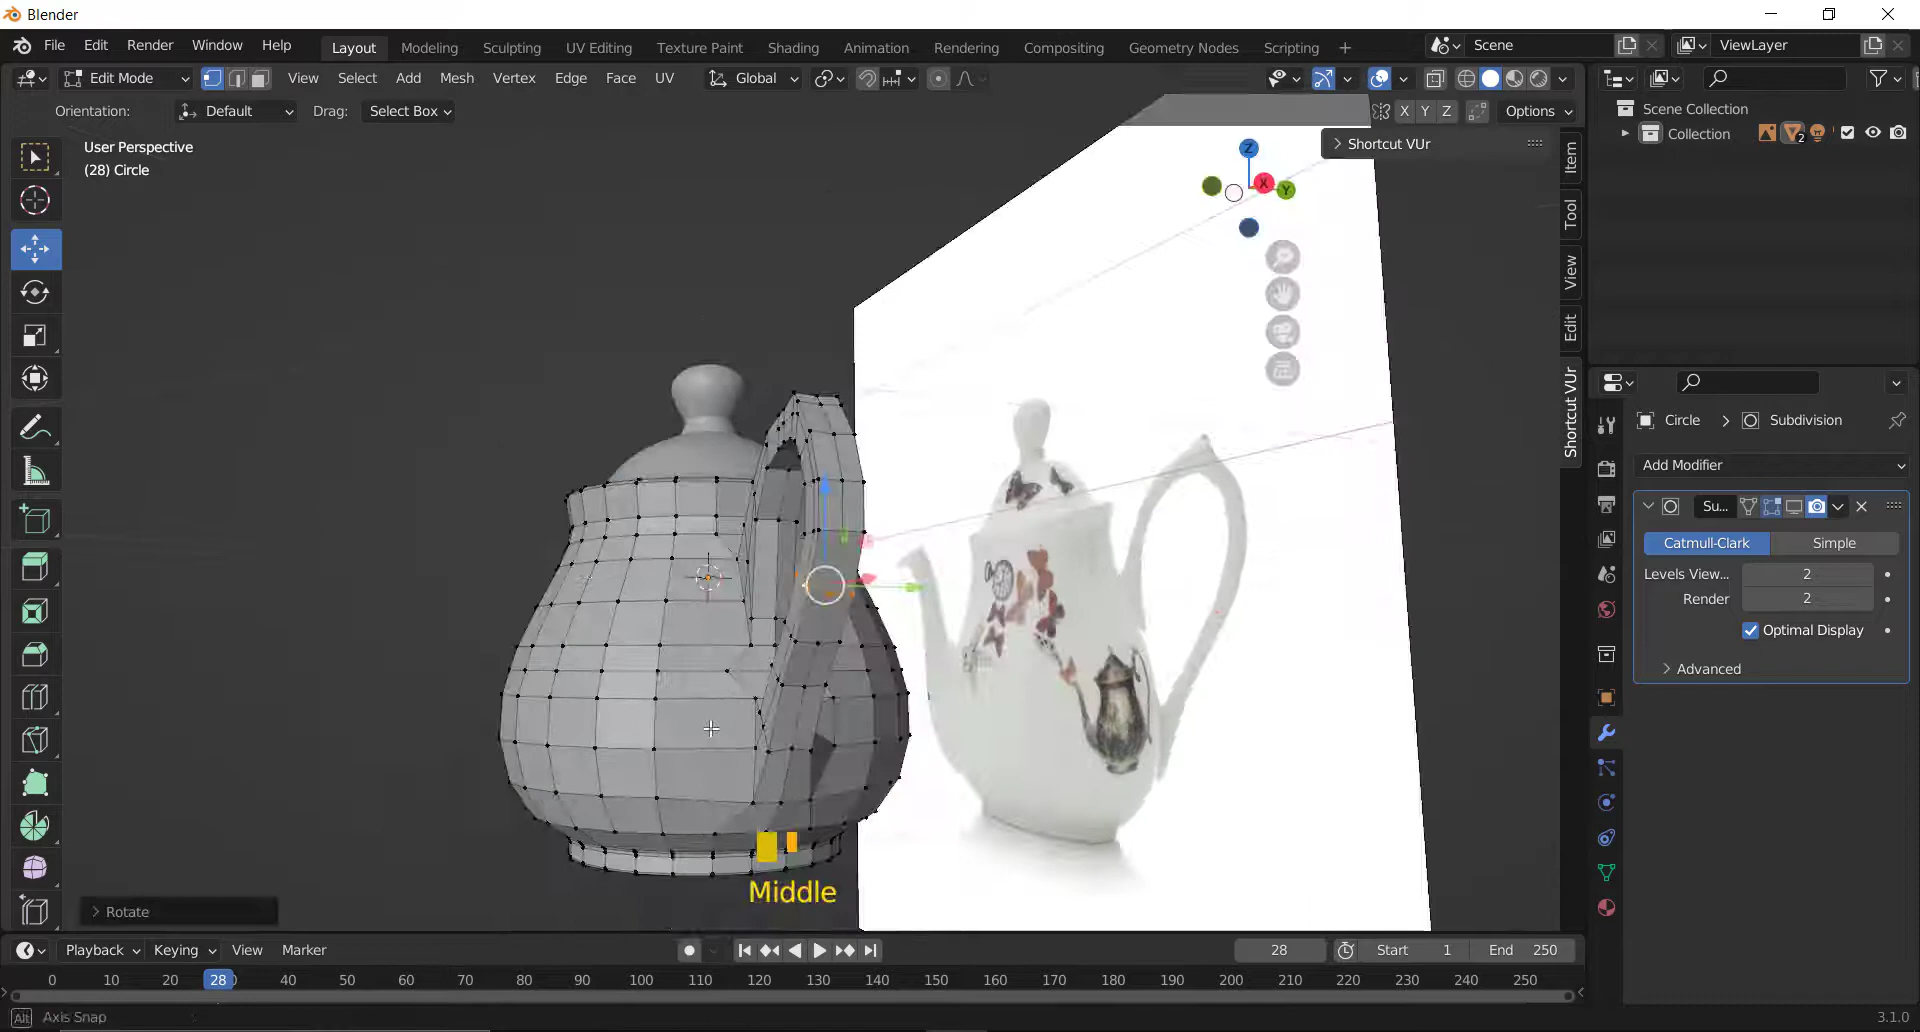 Blender
File Edit Render Window Help Layout Modeling Sculpting UV Editing Texture Paint Shading Animation Rendering Compositing Geometry Nodes Scripting + Scene ViewLayer
Edit Mode View Select Add Mesh Vertex Edge Face UV Global
Orientation: Default Drag: Select Box X Y Z Options
Scene Collection
Collection 2
User Perspective
(28) Circle
Shortcut VUr
Z
X
Y
Item
Tool
View
Edit
Shortcut VUr
Circle > Subdivision
Add Modifier
Su...
Catmull-Clark Simple
Levels View... 2
Render 2
Optimal Display
Advanced
Middle
Rotate
Playback Keying View Marker 28 Start 1 End 250
0 10 20 28 40 50 60 70 80 90 100 110 120 130 140 150 160 170 180 190 200 210 220 230 240 250
Alt Axis Snap
3.1.0